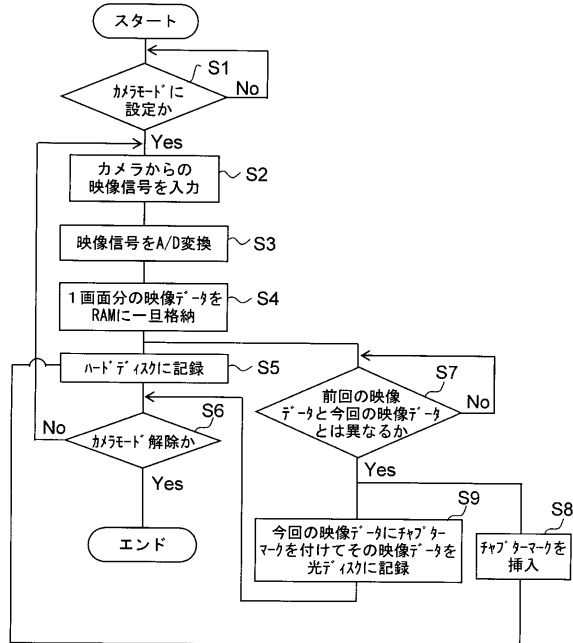 スタート
S1
ｶﾒﾗﾓｰﾄﾞに
設定か
No
Yes
カメラからの
映像信号を入力
S2
映像信号をA/D変換
S3
１画面分の映像ﾃﾞｰﾀを
RAMに一旦格納
S4
ﾊｰﾄﾞﾃﾞｨｽｸに記録
S5
S7
前回の映像
ﾃﾞｰﾀと今回の映像ﾃﾞｰﾀ
とは異なるか
No
Yes
S6
No
ｶﾒﾗﾓｰﾄﾞ解除か
Yes
エンド
S9
今回の映像ﾃﾞｰﾀにﾁｬﾌﾟﾀｰ
ﾏｰｸを付けてその映像ﾃﾞｰﾀを
光ﾃﾞｨｽｸに記録
S8
ﾁｬﾌﾟﾀｰﾏｰｸを
挿入